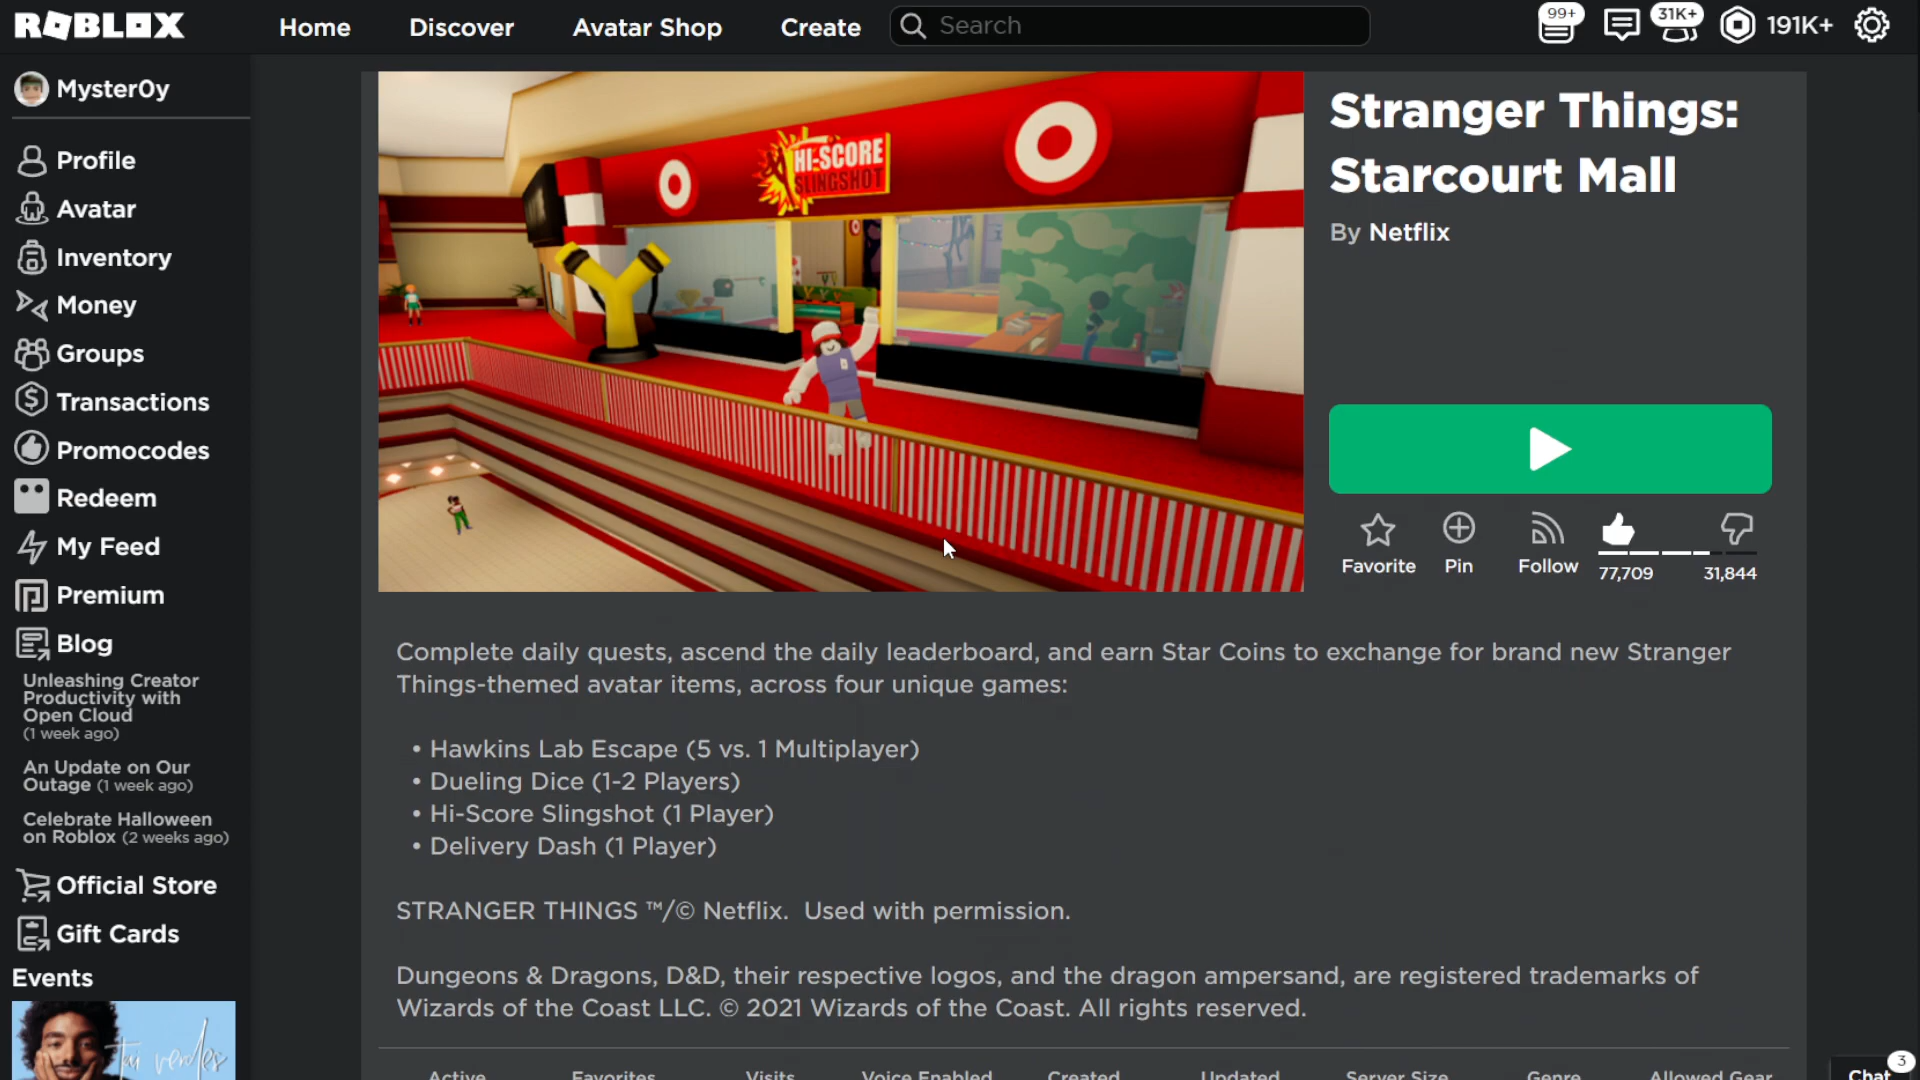 ROBLOX
Home
Discover
Avatar Shop
Create
Search
99+
31K+
191K+
Myster0y
Profile
Avatar
Inventory
Money
Groups
Transactions
Promocodes
Redeem
My Feed
Premium
Blog
Unleashing Creator
Productivity with
Open Cloud
(1 week ago)
An Update on Our
Outage (1 week ago)
Celebrate Halloween
on Roblox (2 weeks ago)
Official Store
Gift Cards
Events
Tai Verdes
HI-SCORE
SLINGSHOT
Stranger Things:
Starcourt Mall
By Netflix
Favorite
Pin
Follow
77,709
31,844
Complete daily quests, ascend the daily leaderboard, and earn Star Coins to exchange for brand new Stranger
Things-themed avatar items, across four unique games:
• Hawkins Lab Escape (5 vs. 1 Multiplayer)
• Dueling Dice (1-2 Players)
• Hi-Score Slingshot (1 Player)
• Delivery Dash (1 Player)
STRANGER THINGS ™/© Netflix.  Used with permission.
Dungeons & Dragons, D&D, their respective logos, and the dragon ampersand, are registered trademarks of
Wizards of the Coast LLC. © 2021 Wizards of the Coast. All rights reserved.
Active
Favorites
Visits
Voice Enabled
Created
Updated
Server Size
Genre
Allowed Gear
Chat
3